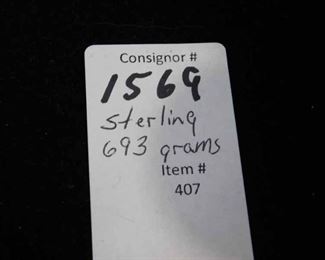 Consignor #
1569
sterling
693 grams
Item #
407